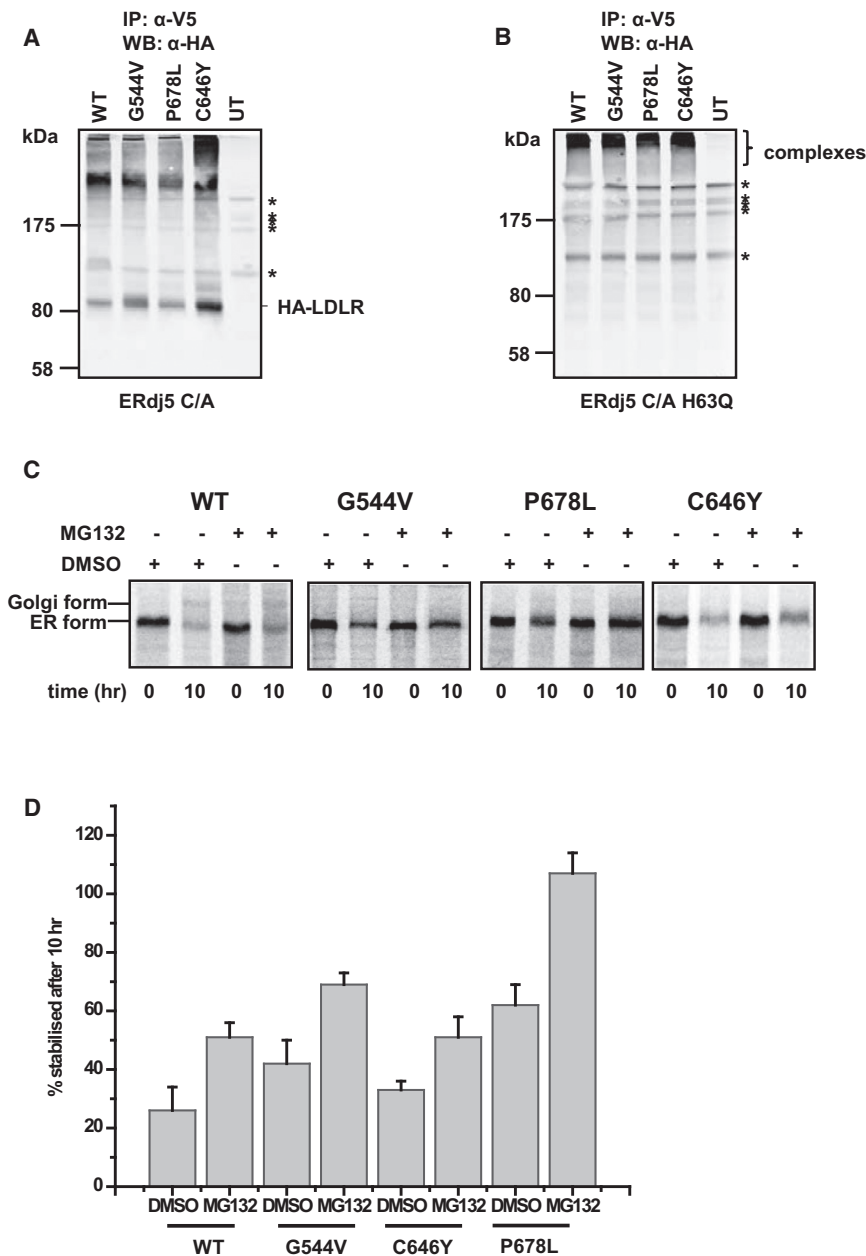 A
IP: α-V5
WB: α-HA
WT G544V P678L C646Y UT
kDa
175
80
58
*
*
*
*
*
HA-LDLR
ERdj5 C/A
B
IP: α-V5
WB: α-HA
WT G544V P678L C646Y UT
kDa
175
80
58
complexes
*
*
*
*
*
ERdj5 C/A H63Q
C
WT G544V P678L C646Y
MG132 - - + + - - + + - - + + - - + +
DMSO + + - - + + - - + + - - + + - -
Golgi form
ER form
time (hr) 0 10 0 10 0 10 0 10 0 10 0 10 0 10 0 10
D
% stabilised after 10 hr
120
100
80
60
40
20
0
DMSO MG132 DMSO MG132 DMSO MG132 DMSO MG132
WT G544V C646Y P678L